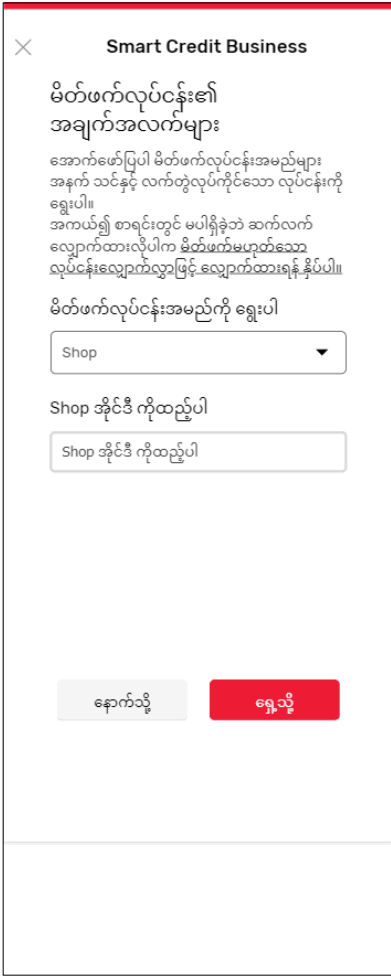 Smart Credit Business
မိတ်ဖက်လုပ်ငန်း၏
အချက်အလက်များ
အောက်ဖော်ပြပါ မိတ်ဖက်လုပ်ငန်းအမည်များ
အနက် သင်နှင့် လက်တွဲလုပ်ကိုင်သော လုပ်ငန်းကို
ရွေးပါ။
အကယ်၍ စာရင်းတွင် မပါရှိခဲ့ဘဲ ဆက်လက်
လျှောက်ထားလိုပါက မိတ်ဖက်မဟုတ်သော
လုပ်ငန်းလျှောက်လွှာဖြင့် လျှောက်ထားရန် နှိပ်ပါ။
မိတ်ဖက်လုပ်ငန်းအမည်ကို ရွေးပါ
Shop
Shop အိုင်ဒီ ကိုထည့်ပါ
Shop အိုင်ဒီ ကိုထည့်ပါ
နောက်သို့ ရှေ့သို့